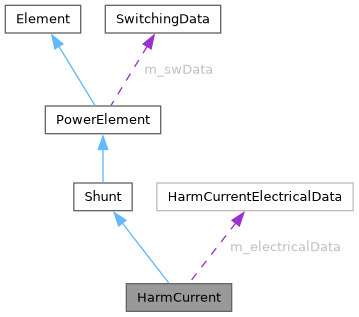 Element
SwitchingData
m_swData
PowerElement
Shunt
HarmCurrentElectricalData
m_electricalData
HarmCurrent